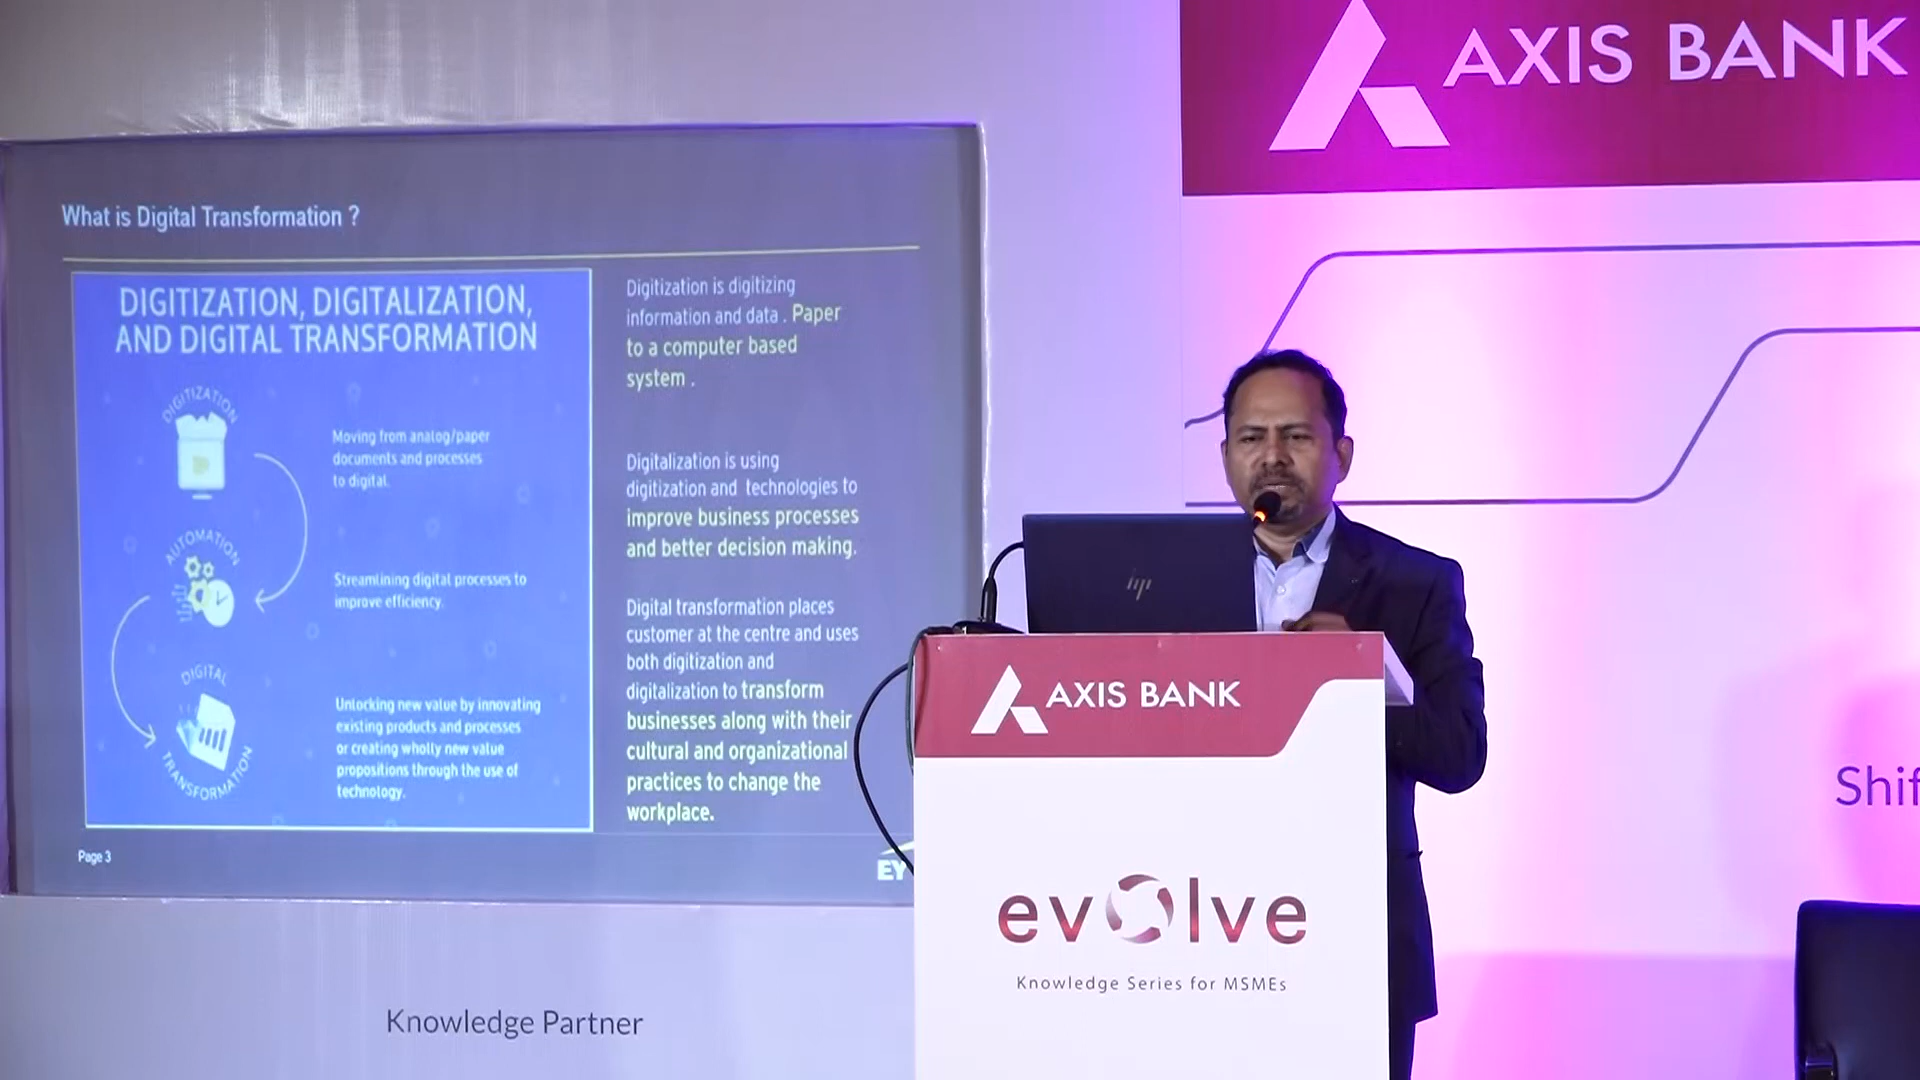 AXIS BANK
What is Digital Transformation ?
DIGITIZATION, DIGITALIZATION,
AND DIGITAL TRANSFORMATION
DIGITIZATION
Moving from analog/paper
documents and processes
to digital.
AUTOMATION
Streamlining digital processes to
improve efficiency.
DIGITAL
TRANSFORMATION
Unlocking new value by innovating
existing products and processes
or creating wholly new value
propositions through the use of
technology.
Digitization is digitizing
information and data . Paper
to a computer based
system .
Digitalization is using
digitization and technologies to
improve business processes
and better decision making.
Digital transformation places
customer at the centre and uses
both digitization and
digitalization to transform
businesses along with their
cultural and organizational
practices to change the
workplace.
Page 3
EY
hp
AXIS BANK
evolve
Knowledge Series for MSMEs
Knowledge Partner
Shif